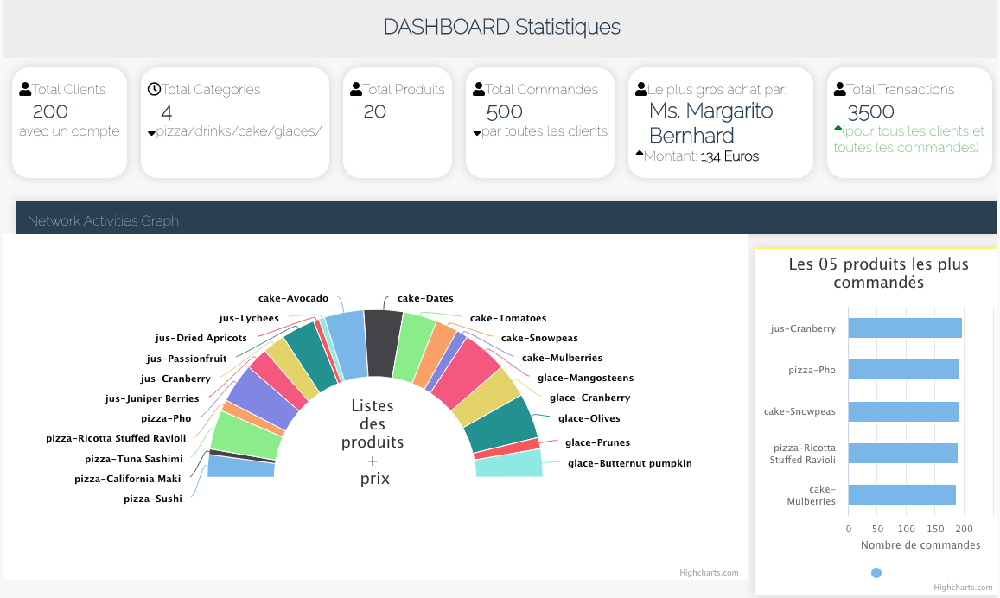 DASHBOARD Statistiques
Total Clients
200
avec un compte
Total Categories
4
pizza/drinks/cake/glaces/
Total Produits
20
Total Commandes
500
par toutes les clients
Le plus gros achat par:
Ms. Margarito
Bernhard
Montant: 134 Euros
Total Transactions
3500
(pour tous les clients et
toutes les commandes)
Network Activities Graph
cake-Avocado
jus-Lychees
jus-Dried Apricots
jus-Passionfruit
jus-Cranberry
jus-Juniper Berries
pizza-Pho
pizza-Ricotta Stuffed Ravioli
pizza-Tuna Sashimi
pizza-California Maki
pizza-Sushi
cake-Dates
cake-Tomatoes
cake-Snowpeas
cake-Mulberries
glace-Mangosteens
glace-Cranberry
glace-Olives
glace-Prunes
glace-Butternut pumpkin
Listes
des
produits
+
prix
Highcharts.com
Les 05 produits les plus
commandés
jus-Cranberry
pizza-Pho
cake-Snowpeas
pizza-Ricotta
Stuffed Ravioli
cake-
Mulberries
0 50 100 150 200
Nombre de commandes
Highcharts.com